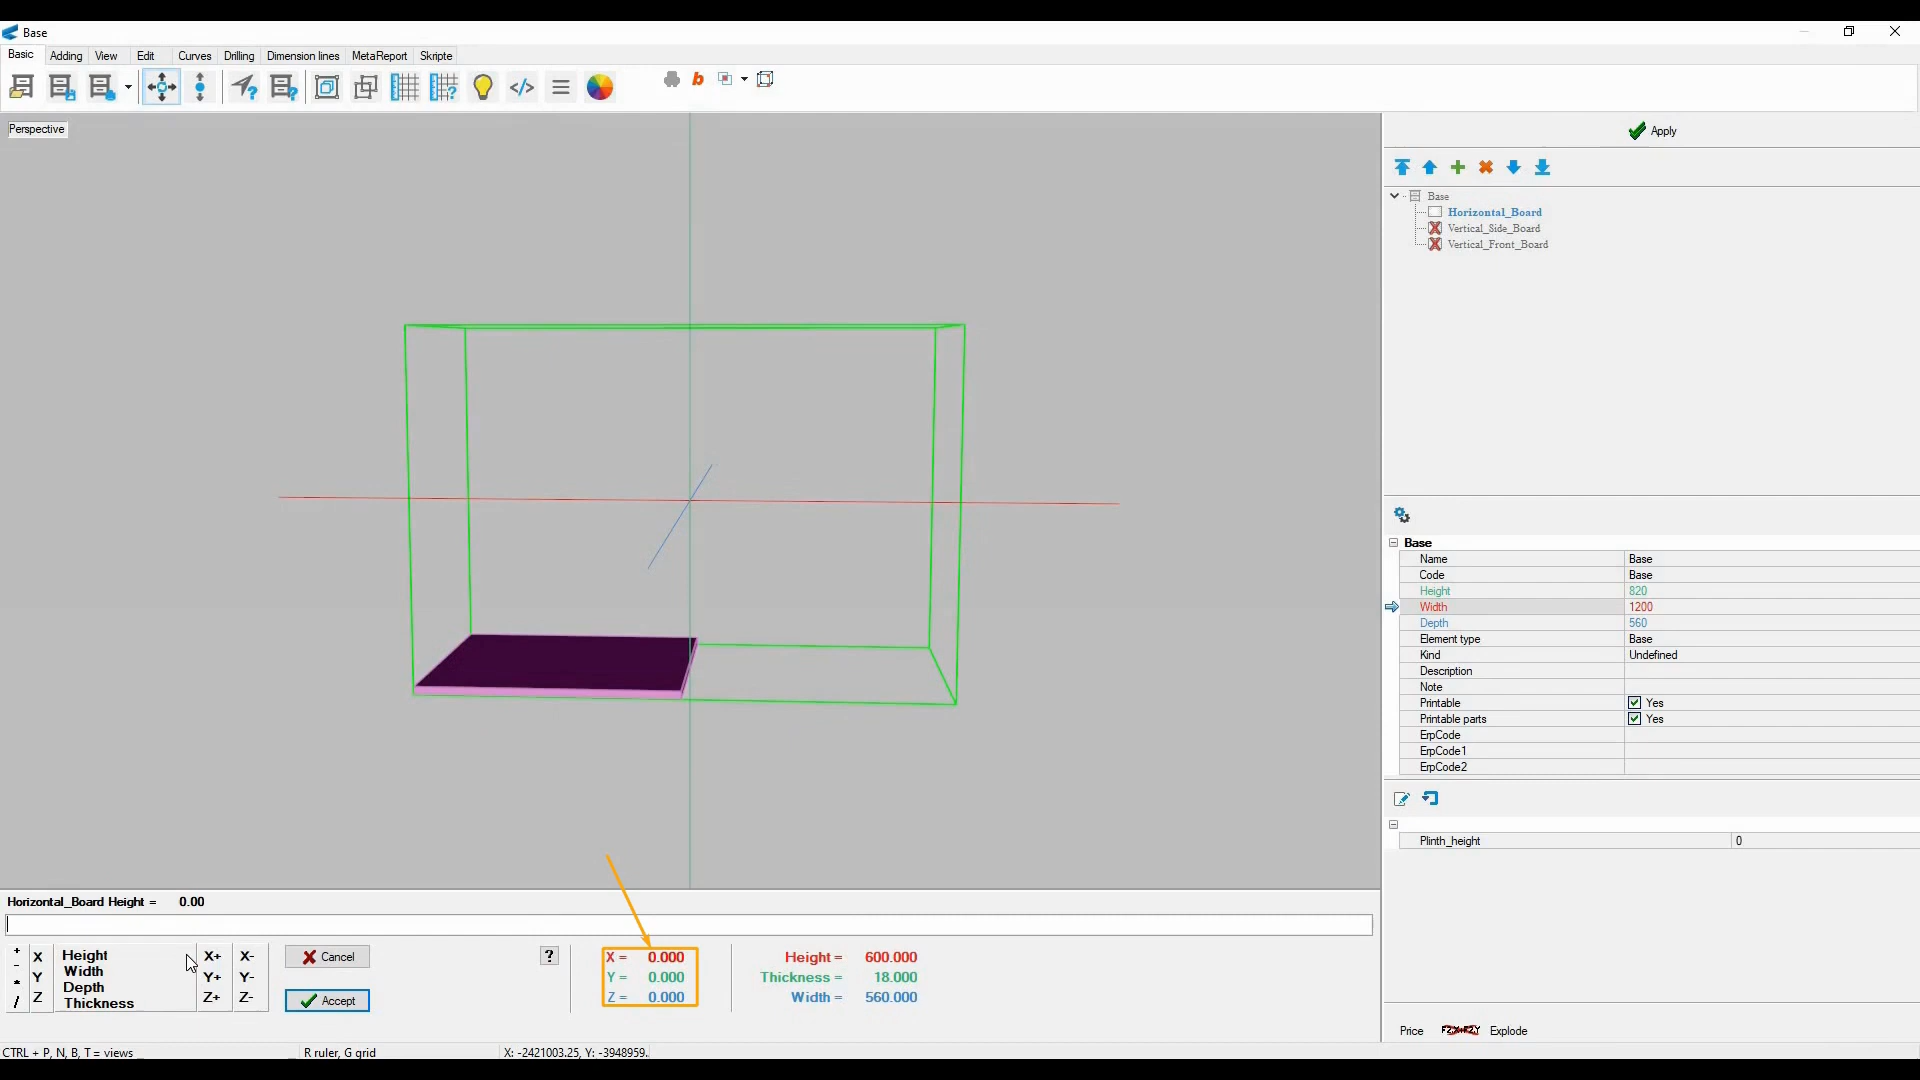 Base
Basic Adding View Edit Curves Drilling Dimension lines MetaReport Skripte
Perspective
Apply
Base
Horizontal_Board
Vertical_Side_Board
Vertical_Front_Board
Base
Name Base
Code Base
Height 820
Width 1200
Depth 560
Element type Base
Kind Undefined
Description
Note
Printable Yes
Printable parts Yes
ErpCode
ErpCode1
ErpCode2
Plinth_height 0
Horizontal_Board Height = 0.00
+ X Height X+ X- Cancel ? X = 0.000 Height = 600.000
- Y Width Y+ Y- Y = 0.000 Thickness = 18.000
* Z Depth Z+ Z- Accept Z = 0.000 Width = 560.000
/ Thickness
Price Explode
CTRL + P, N, B, T = views R ruler, G grid X: -2421003.25, Y: -3948959.